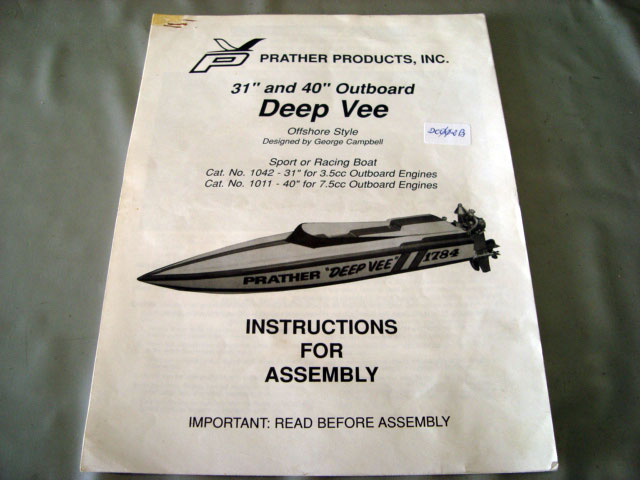 PRATHER PRODUCTS, INC.
31" and 40" Outboard
Deep Vee
Offshore Style
Designed by George Campbell
Sport or Racing Boat
Cat. No. 1042 - 31" for 3.5cc Outboard Engines
Cat. No. 1011 - 40" for 7.5cc Outboard Engines
PRATHER "DEEP VEE" 1784
INSTRUCTIONS
FOR
ASSEMBLY
IMPORTANT: READ BEFORE ASSEMBLY